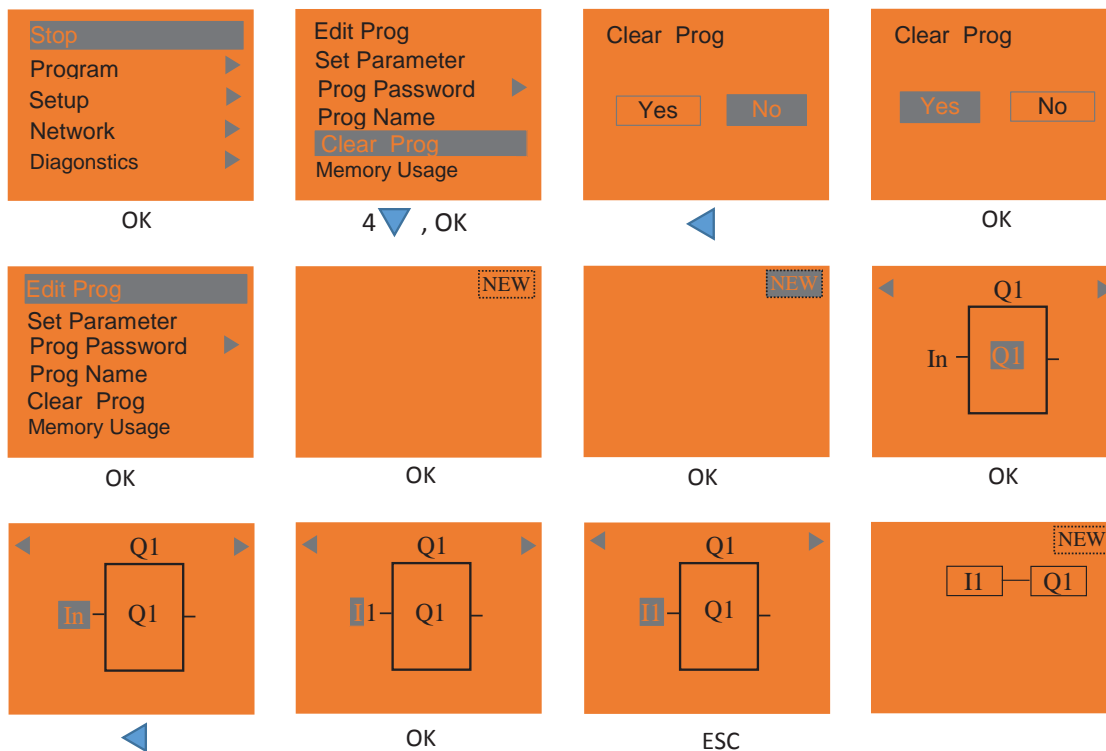 Stop
Program
Setup
Network
Diagonstics
OK
Edit Prog
Set Parameter
Prog Password
Prog Name
Clear Prog
Memory Usage
4 , OK
Clear Prog
Yes No
Clear Prog
Yes No
OK
Edit Prog
Set Parameter
Prog Password
Prog Name
Clear Prog
Memory Usage
OK
NEW
OK
NEW
OK
Q1
In Q1
OK
Q1
In Q1
Q1
I1 Q1
OK
Q1
I1 Q1
ESC
NEW
I1 Q1